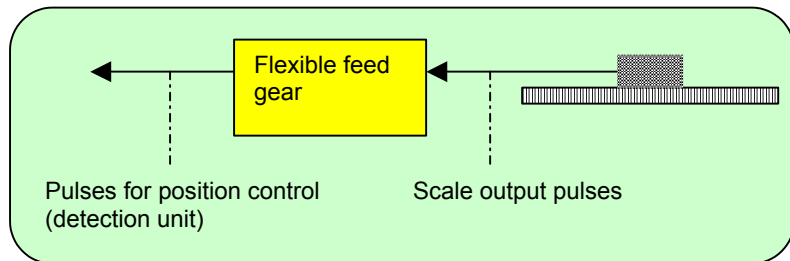 Flexible feed
gear
Pulses for position control
(detection unit)
Scale output pulses